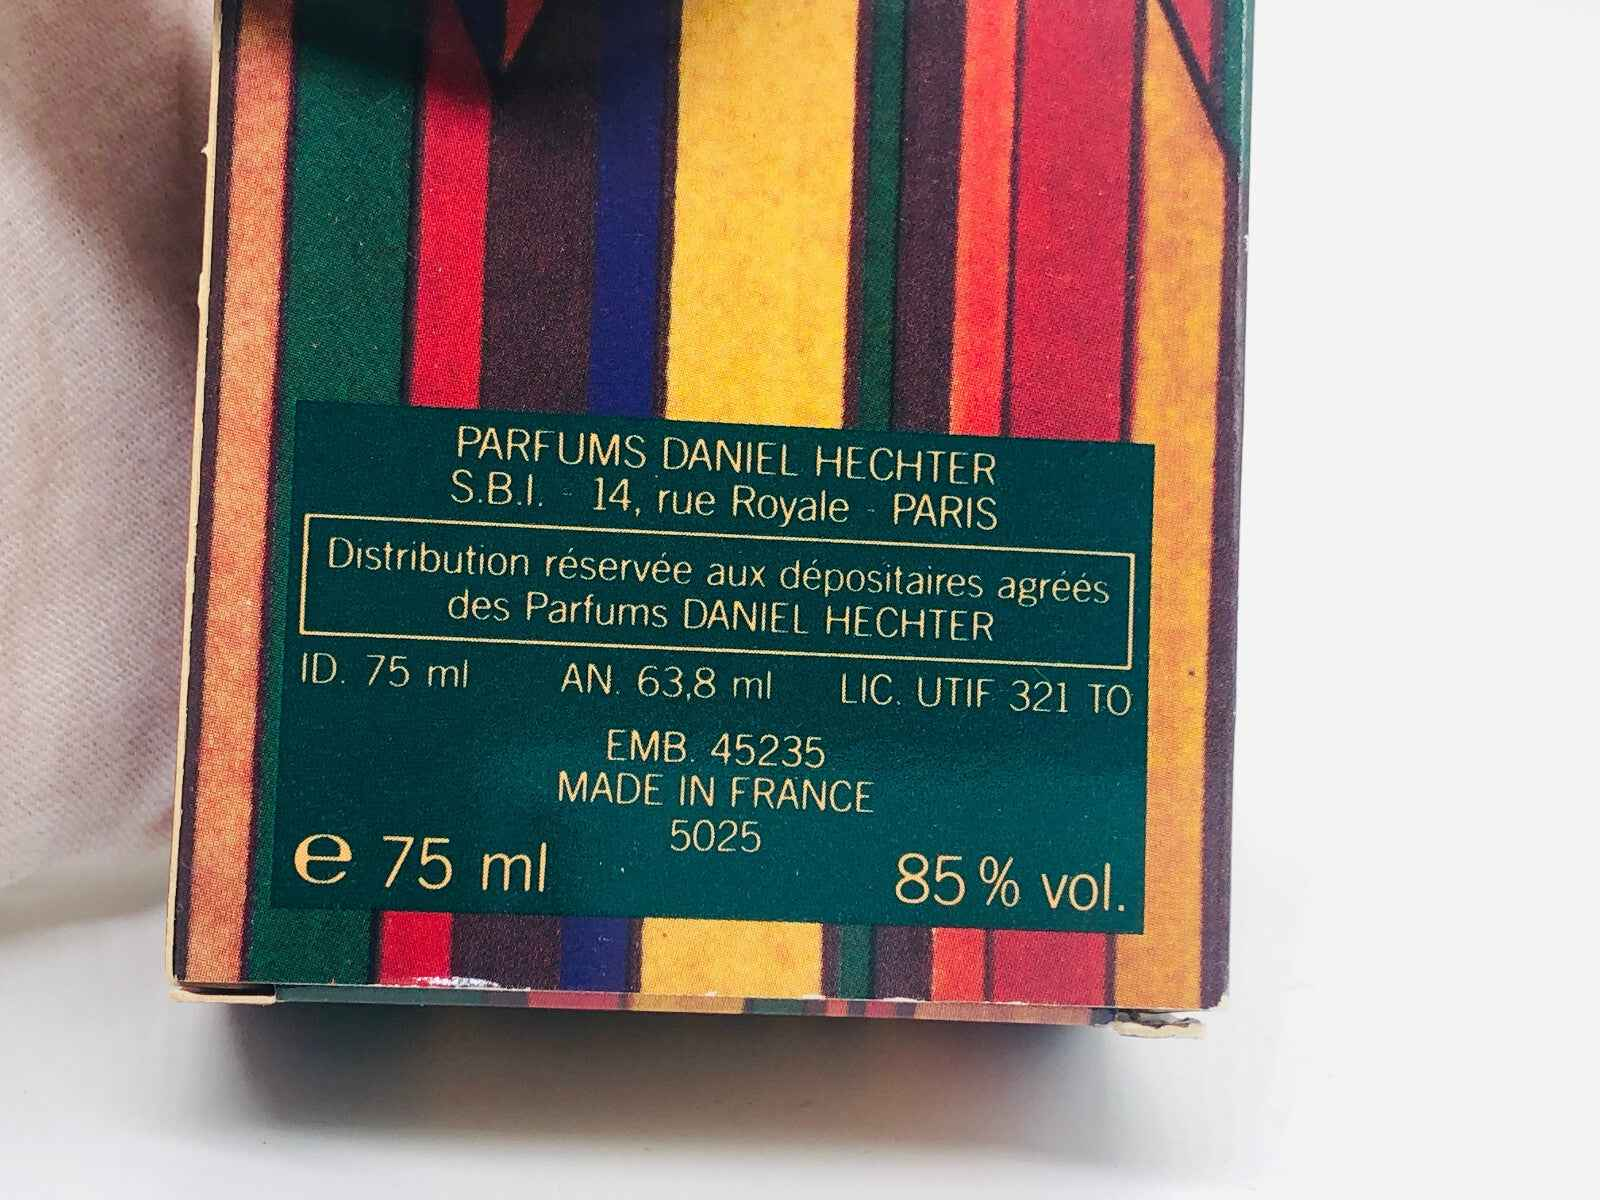 PARFUMS DANIEL HECHTER
S.B.I. - 14, rue Royale - PARIS
Distribution réservée aux dépositaires agréés
des Parfums DANIEL HECHTER
ID. 75 ml AN. 63,8 ml LIC. UTIF 321 TO
EMB. 45235
MADE IN FRANCE
5025
℮ 75 ml 85% vol.